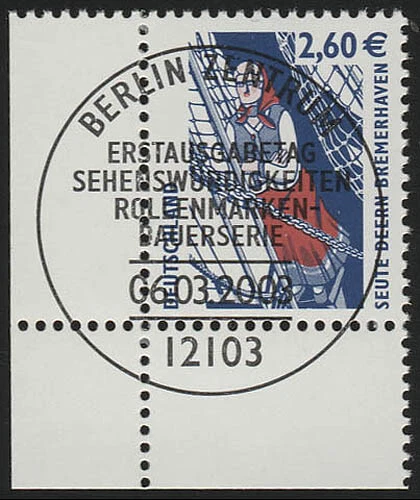 2,60 €
BERLIN ZENTRUM
ERSTAUSGABETAG
SEHENSWÜRDIGKEITEN
ROLLENMARKEN-
DAUERSERIE
06.03.2003
12103
DEUTSCHLAND
SEUTE DEERN BREMERHAVEN